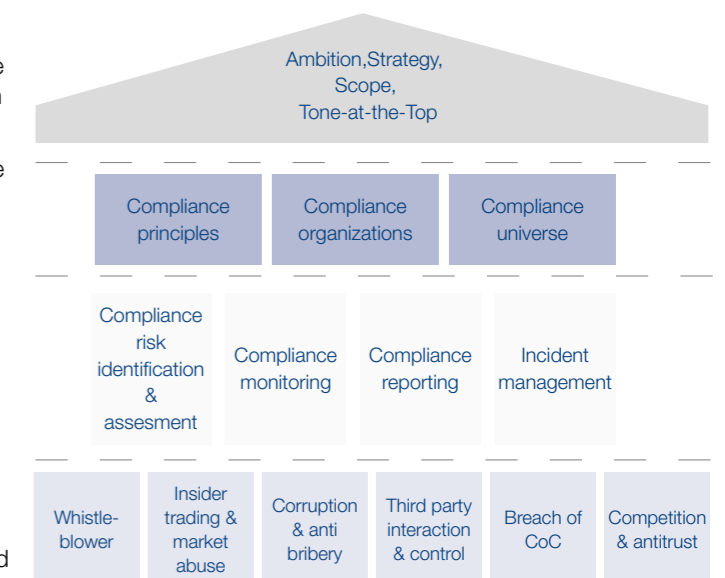 Ambition,Strategy,
Scope,
Tone-at-the-Top
Compliance
principles
Compliance
organizations
Compliance
universe
Compliance
risk
identification
&
assesment
Compliance
monitoring
Compliance
reporting
Incident
management
Whistle-
blower
Insider
trading &
market
abuse
Corruption
& anti
bribery
Third party
interaction
& control
Breach of
CoC
Competition
& antitrust